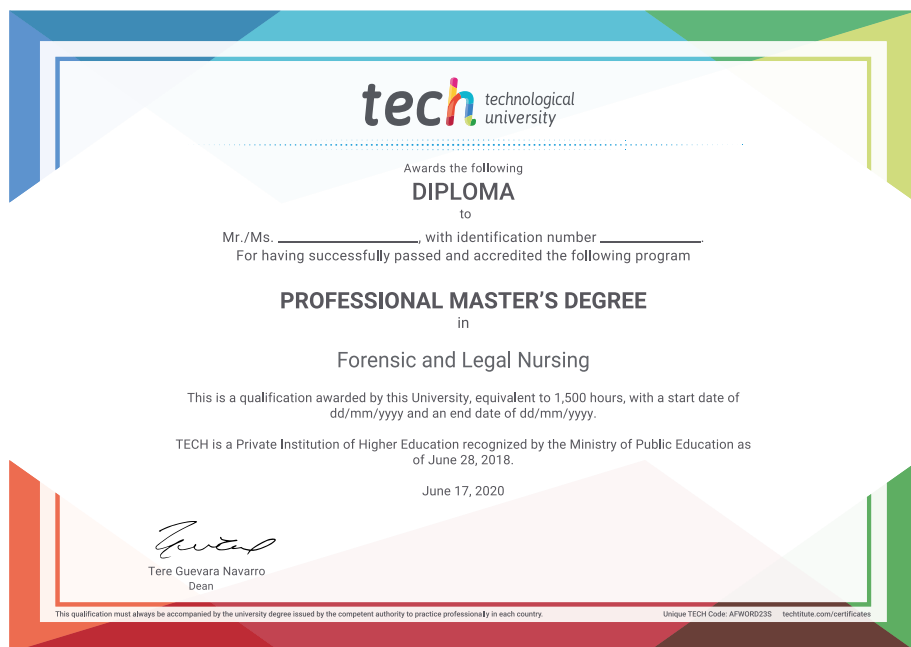 tech technological
university
Awards the following
DIPLOMA
to
Mr./Ms. ____________________, with identification number ______________.
For having successfully passed and accredited the following program
PROFESSIONAL MASTER'S DEGREE
in
Forensic and Legal Nursing
This is a qualification awarded by this University, equivalent to 1,500 hours, with a start date of
dd/mm/yyyy and an end date of dd/mm/yyyy.
TECH is a Private Institution of Higher Education recognized by the Ministry of Public Education as
of June 28, 2018.
June 17, 2020
Tere Guevara Navarro
Dean
This qualification must always be accompanied by the university degree issued by the competent authority to practice professionally in each country.
Unique TECH Code: AFWORD23S techtitute.com/certificates